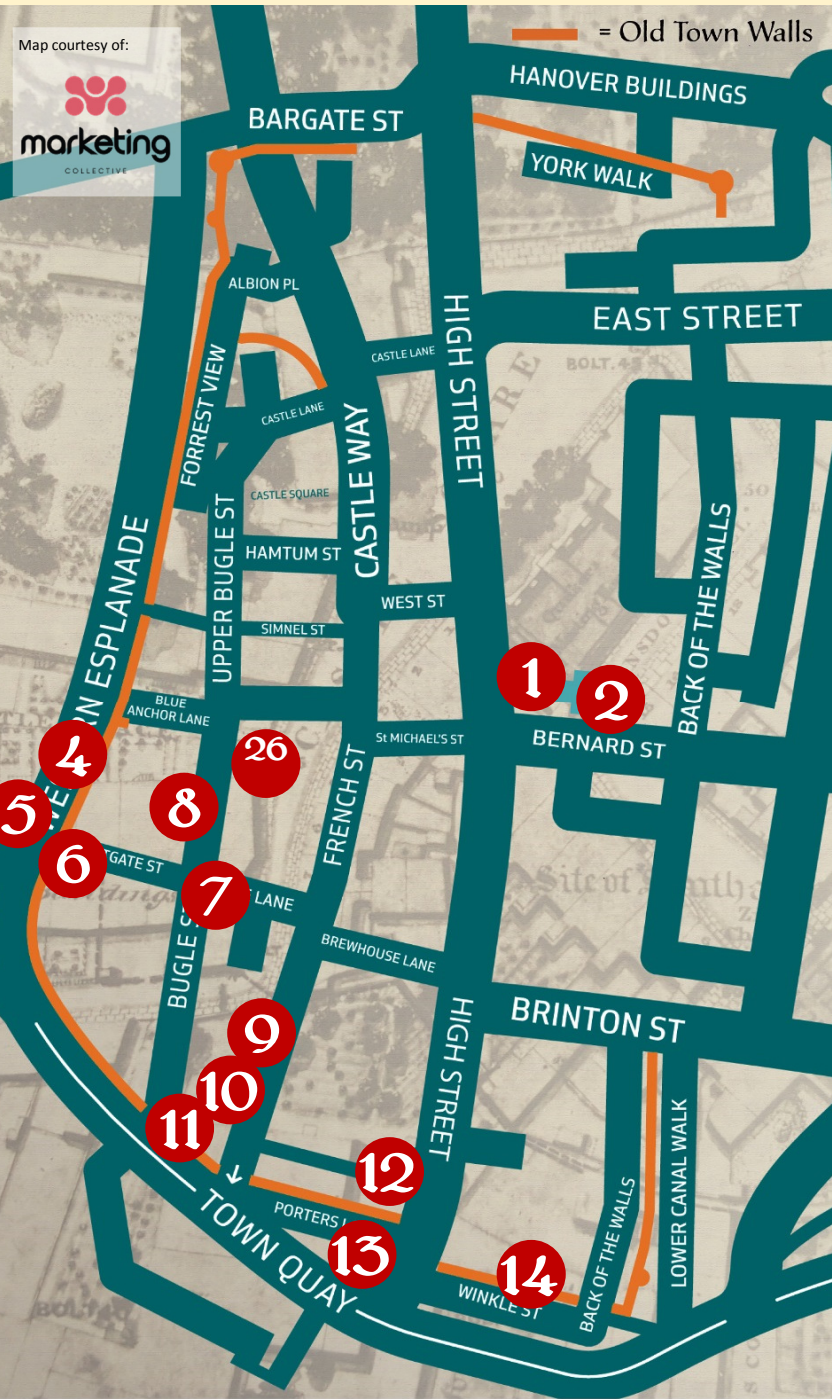 Map courtesy of:
marketing
COLLECTIVE
= Old Town Walls
HANOVER BUILDINGS
BARGATE ST
YORK WALK
ALBION PL
EAST STREET
HIGH STREET
CASTLE LANE
FORREST VIEW
CASTLE LANE
CASTLE WAY
CASTLE SQUARE
UPPER BUGLE ST
HAMTUM ST
BACK OF THE WALLS
WEST ST
SIMNEL ST
ESPLANADE
1
2
BLUE
ANCHOR LANE
St MICHAEL'S ST
BERNARD ST
4
26
5
8
FRENCH ST
6
TGATE ST
7
LANE
BUGLE S
BREWHOUSE LANE
HIGH STREET
BRINTON ST
9
10
11
12
LOWER CANAL WALK
BACK OF THE WALLS
PORTERS
13
TOWN QUAY
14
WINKLE ST